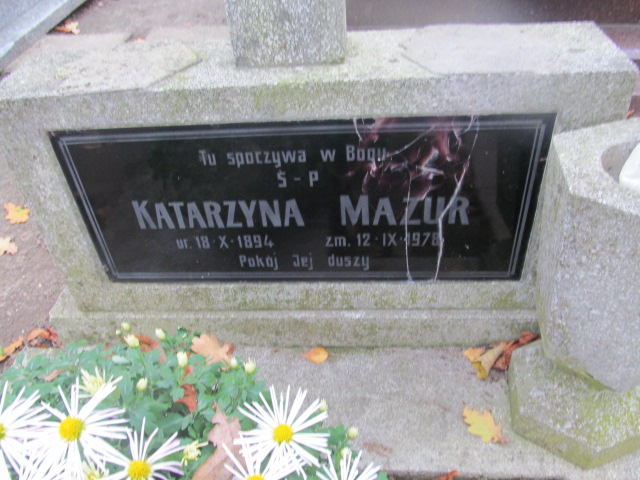 Tu spoczywa w Bogu
Ś-P
KATARZYNA MAZUR
ur. 18·X·1894 zm. 12·IX·1978
Pokój Jej duszy